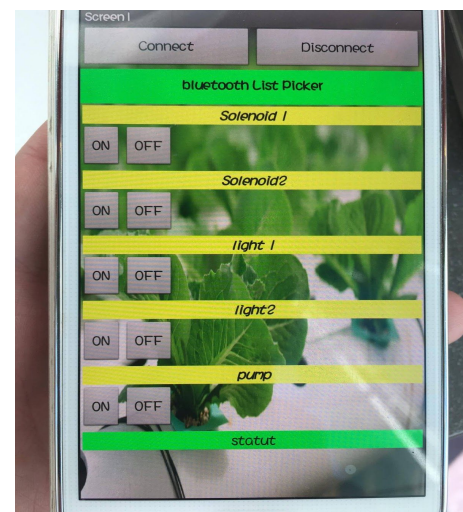 Screen1
Connect Disconnect
bluetooth List Picker
Solenoid 1
ON OFF
Solenoid2
ON OFF
light 1
ON OFF
light2
ON OFF
pump
ON OFF
statut